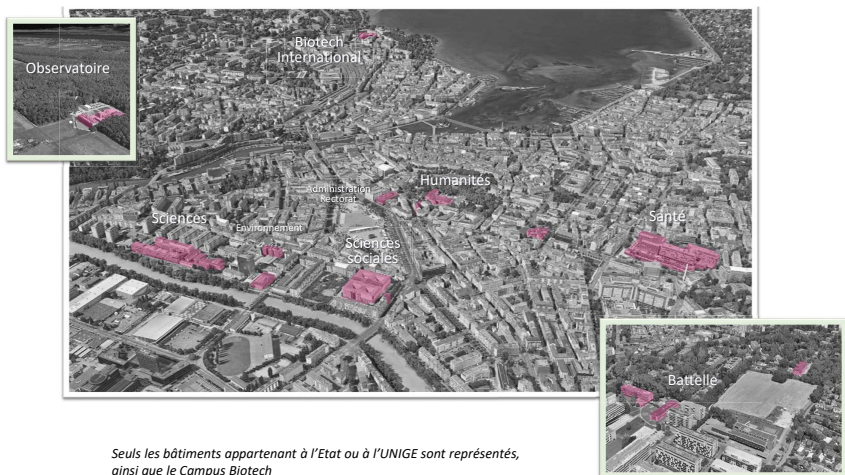 Observatoire
Biotech
International
Administration
Rectorat
Humanités
Sciences
Environnement
Sciences
sociales
Santé
Battelle
Seuls les bâtiments appartenant à l’Etat ou à l’UNIGE sont représentés,
ainsi que le Campus Biotech